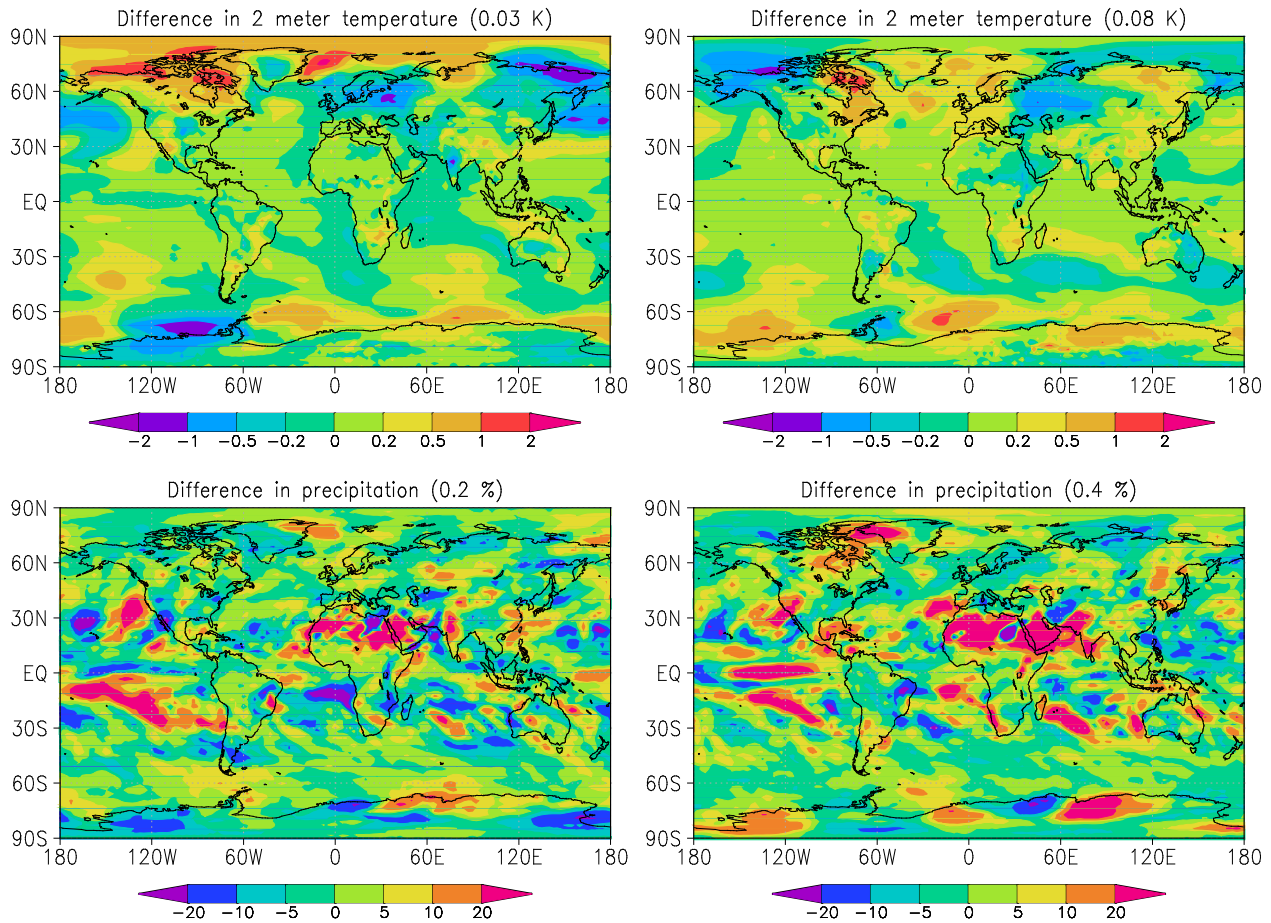 Difference in 2 meter temperature (0.03 K)
90N
60N
30N
EQ
30S
60S
90S
180 120W 60W 0 60E 120E 180
-2 -1 -0.5 -0.2 0 0.2 0.5 1 2
Difference in 2 meter temperature (0.08 K)
90N
60N
30N
EQ
30S
60S
90S
180 120W 60W 0 60E 120E 180
-2 -1 -0.5 -0.2 0 0.2 0.5 1 2
Difference in precipitation (0.2 %)
90N
60N
30N
EQ
30S
60S
90S
180 120W 60W 0 60E 120E 180
-20 -10 -5 0 5 10 20
Difference in precipitation (0.4 %)
90N
60N
30N
EQ
30S
60S
90S
180 120W 60W 0 60E 120E 180
-20 -10 -5 0 5 10 20